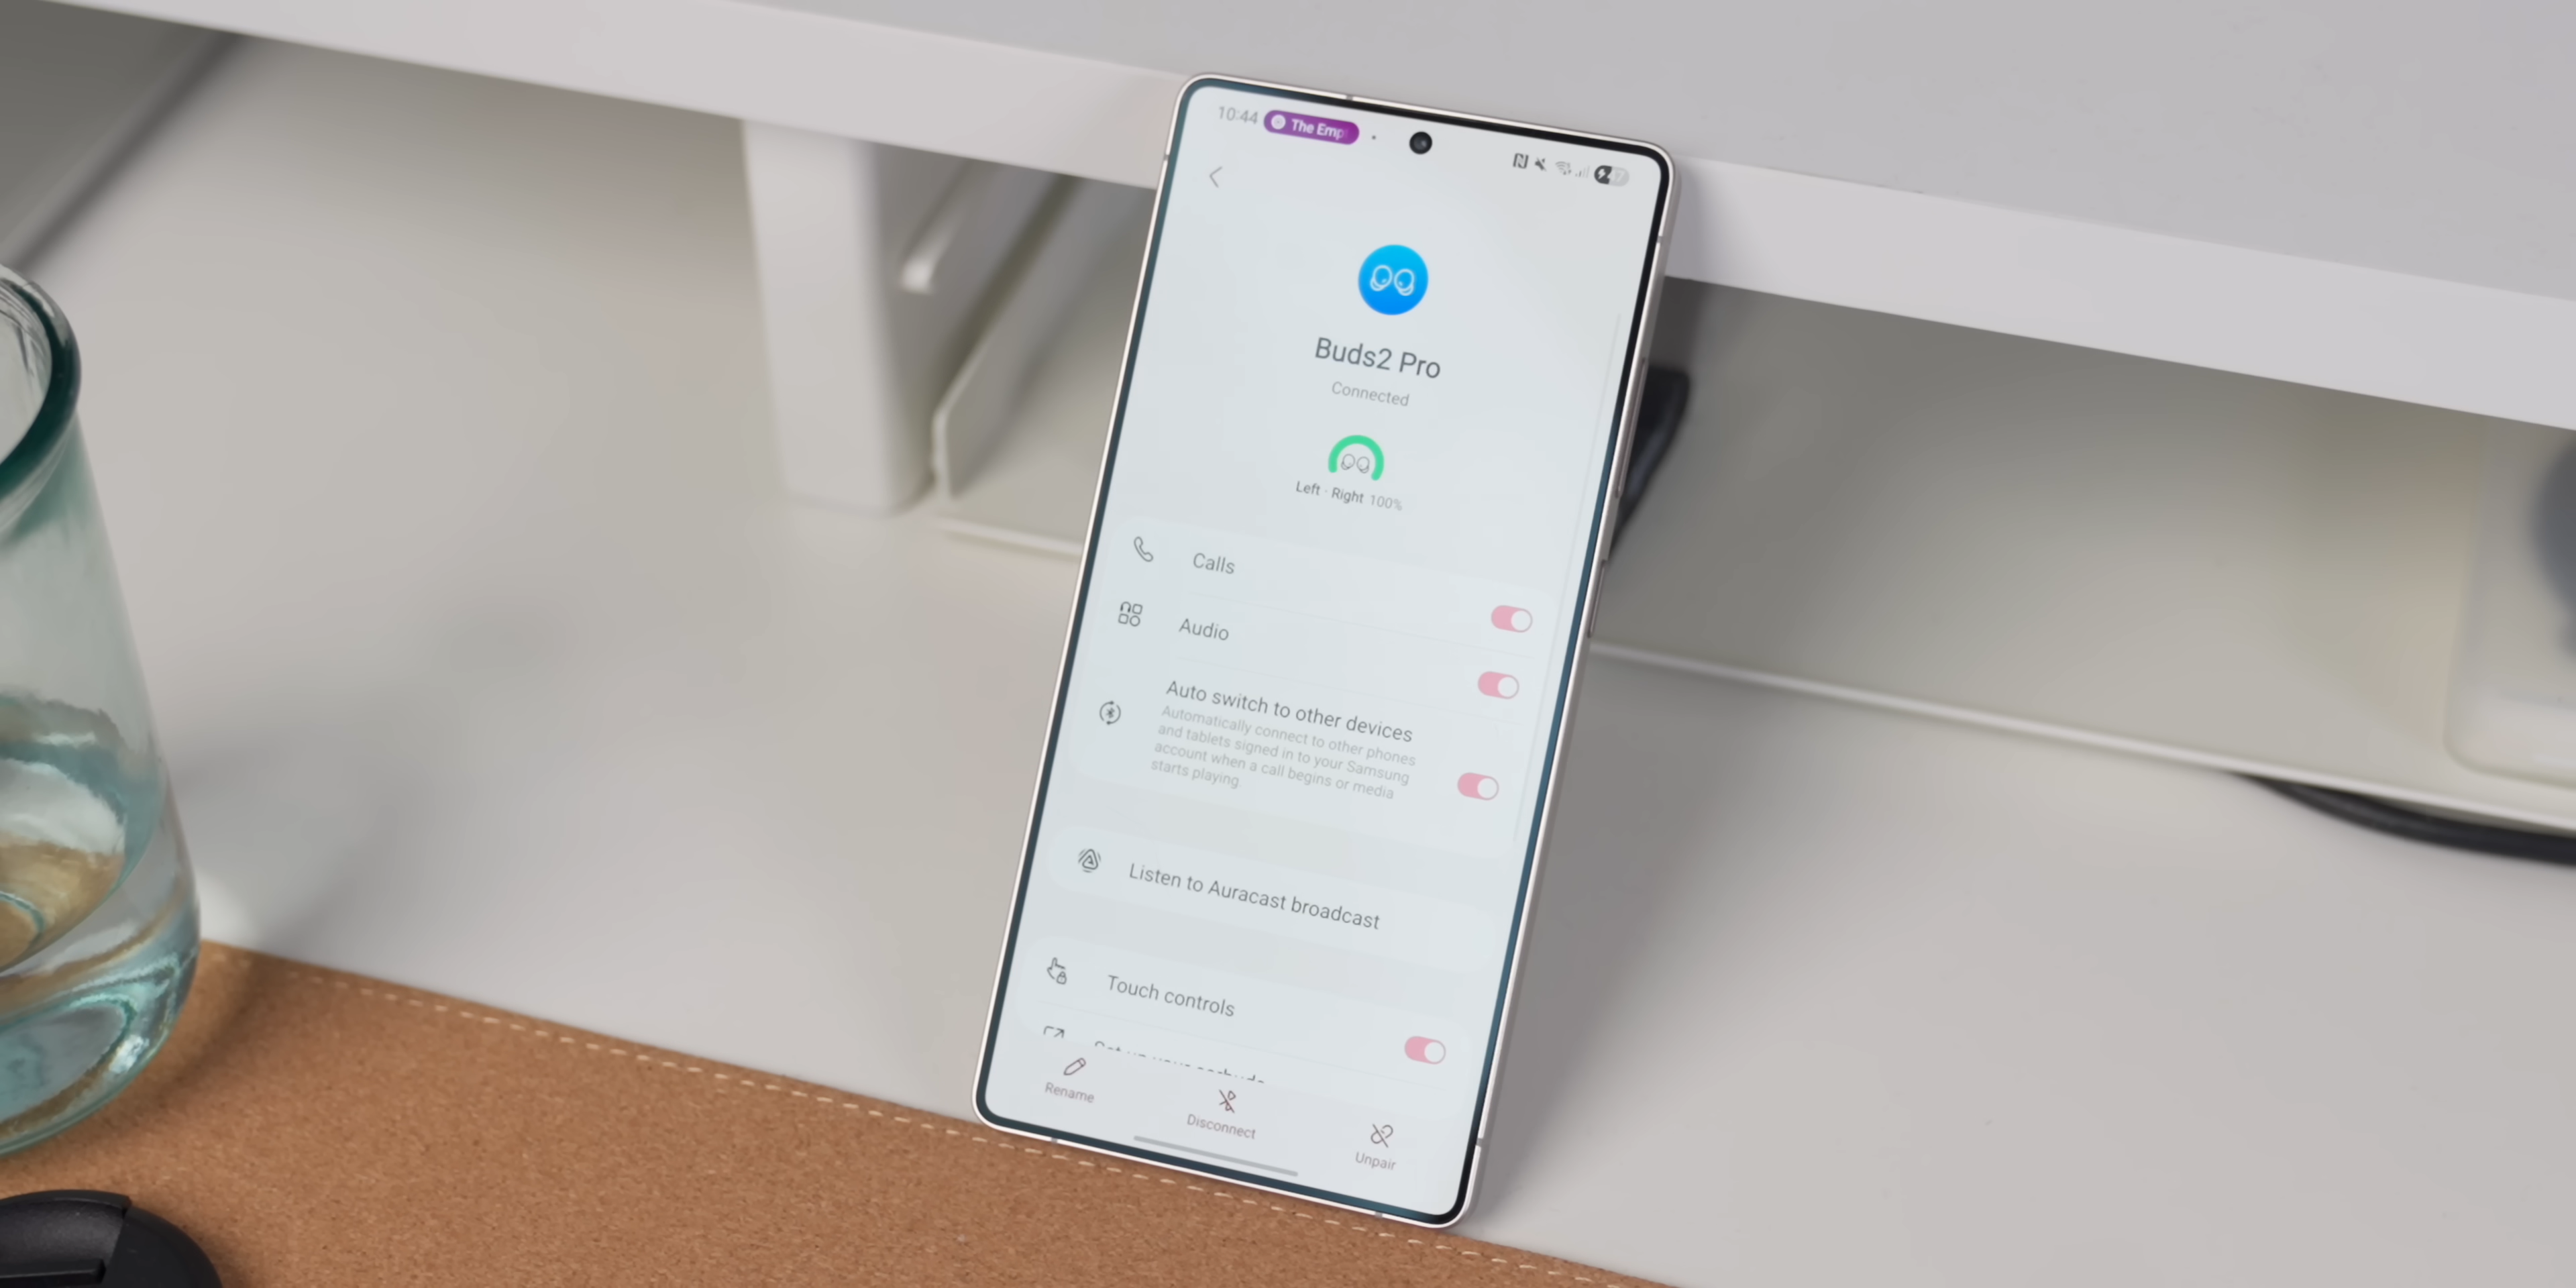 10:44 The Emp
Buds2 Pro
Connected
Left · Right 100%
Calls
Audio
Auto switch to other devices
Automatically connect to other phones
and tablets signed in to your Samsung
account when a call begins or media
starts playing
Listen to Auracast broadcast
Touch controls
Rename
Disconnect
Unpair